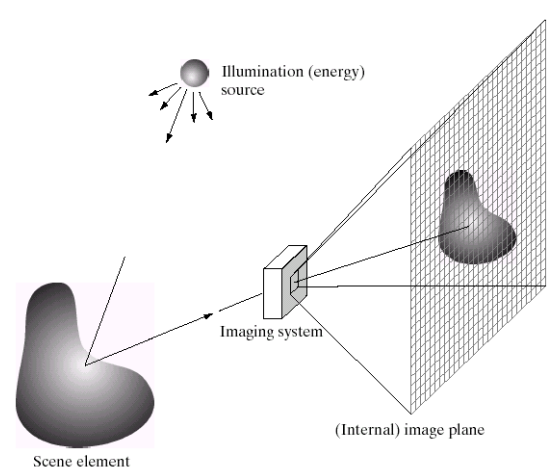 Illumination (energy)
source
Imaging system
(Internal) image plane
Scene element